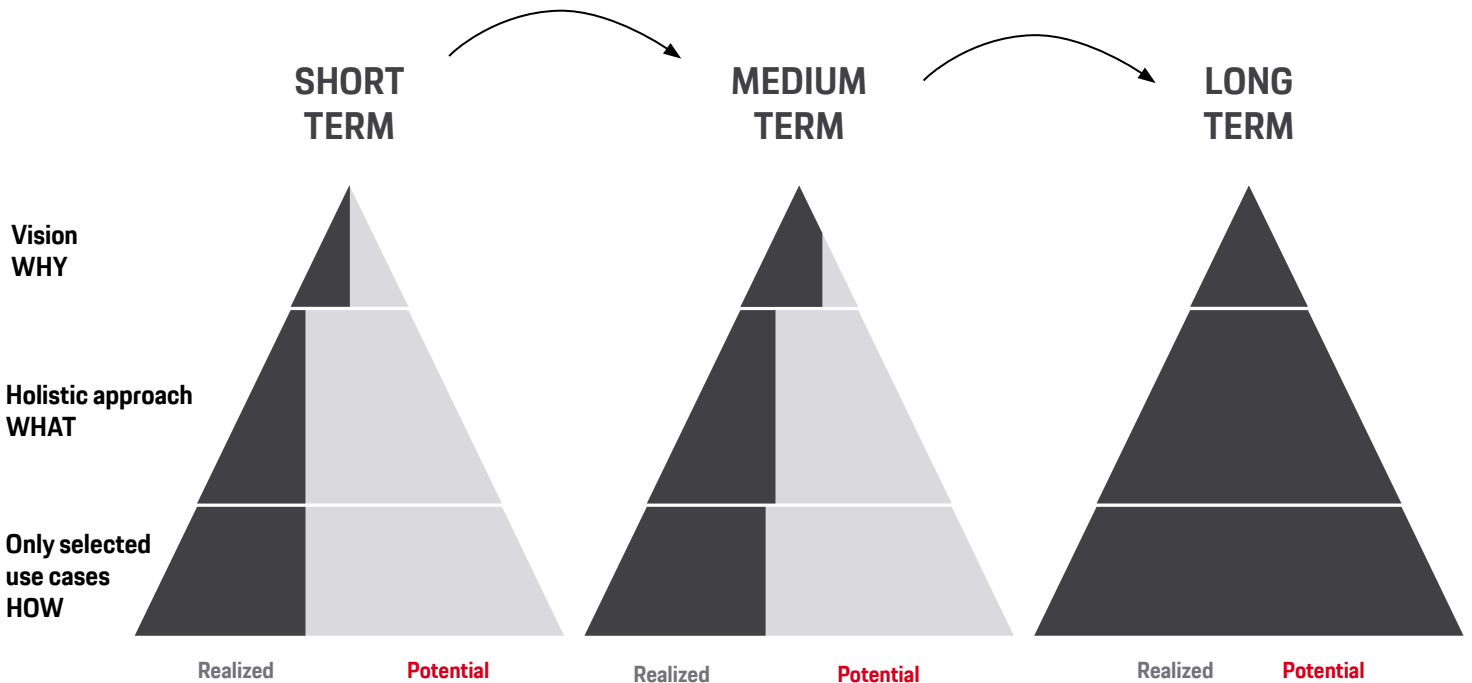 SHORT
TERM
MEDIUM
TERM
LONG
TERM
Vision
WHY
Holistic approach
WHAT
Only selected
use cases
HOW
Realized
Potential
Realized
Potential
Realized
Potential